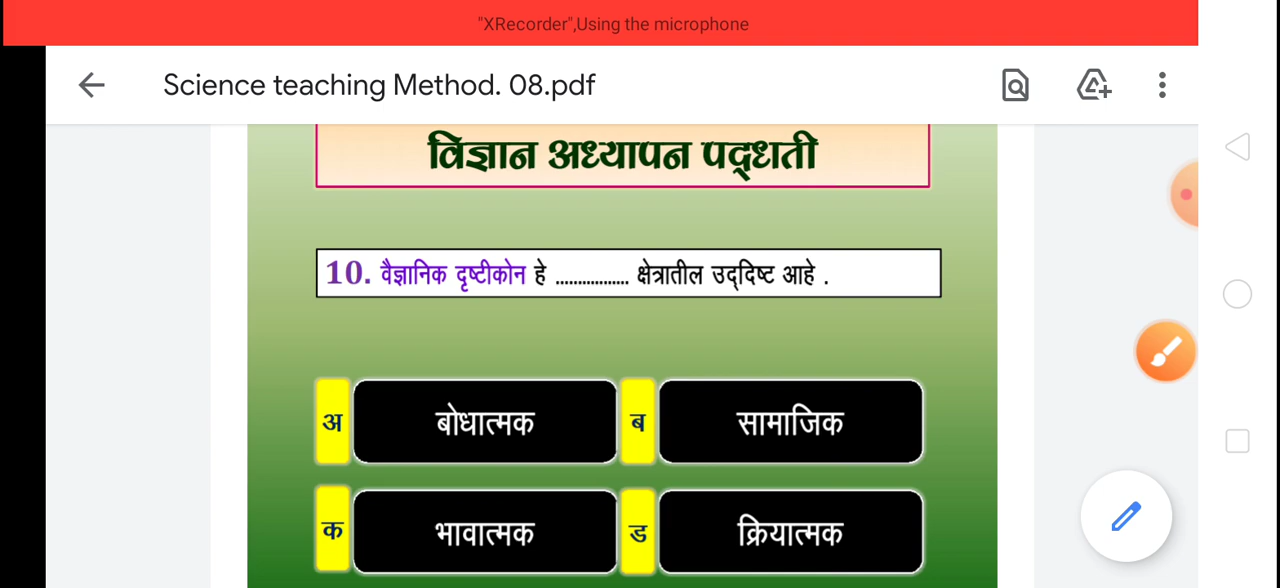 "XRecorder",Using the microphone
Science teaching Method. 08.pdf
विज्ञान अध्यापन पद्धती
10. वैज्ञानिक दृष्टीकोन हे ................ क्षेत्रातील उद्दिष्ट आहे .
अ बोधात्मक ब सामाजिक
क भावात्मक ड क्रियात्मक